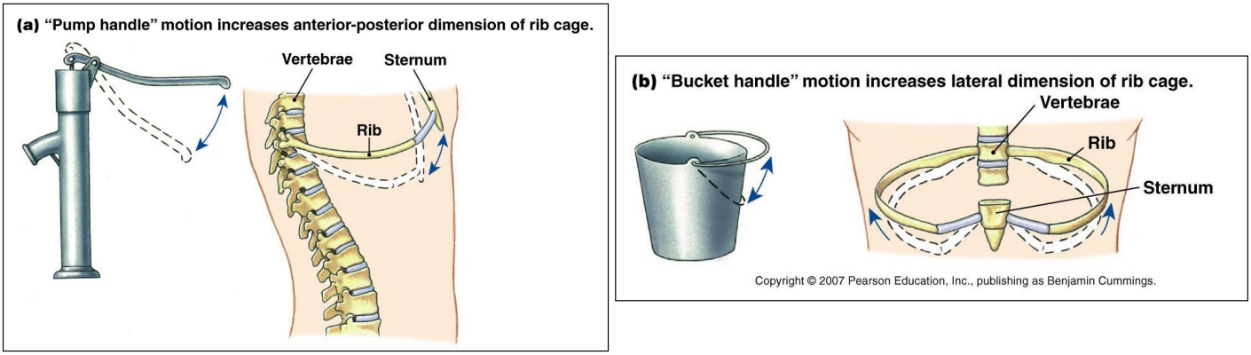 (a) “Pump handle” motion increases anterior-posterior dimension of rib cage.
Vertebrae
Sternum
Rib
(b) “Bucket handle” motion increases lateral dimension of rib cage.
Vertebrae
Rib
Sternum
Copyright © 2007 Pearson Education, Inc., publishing as Benjamin Cummings.